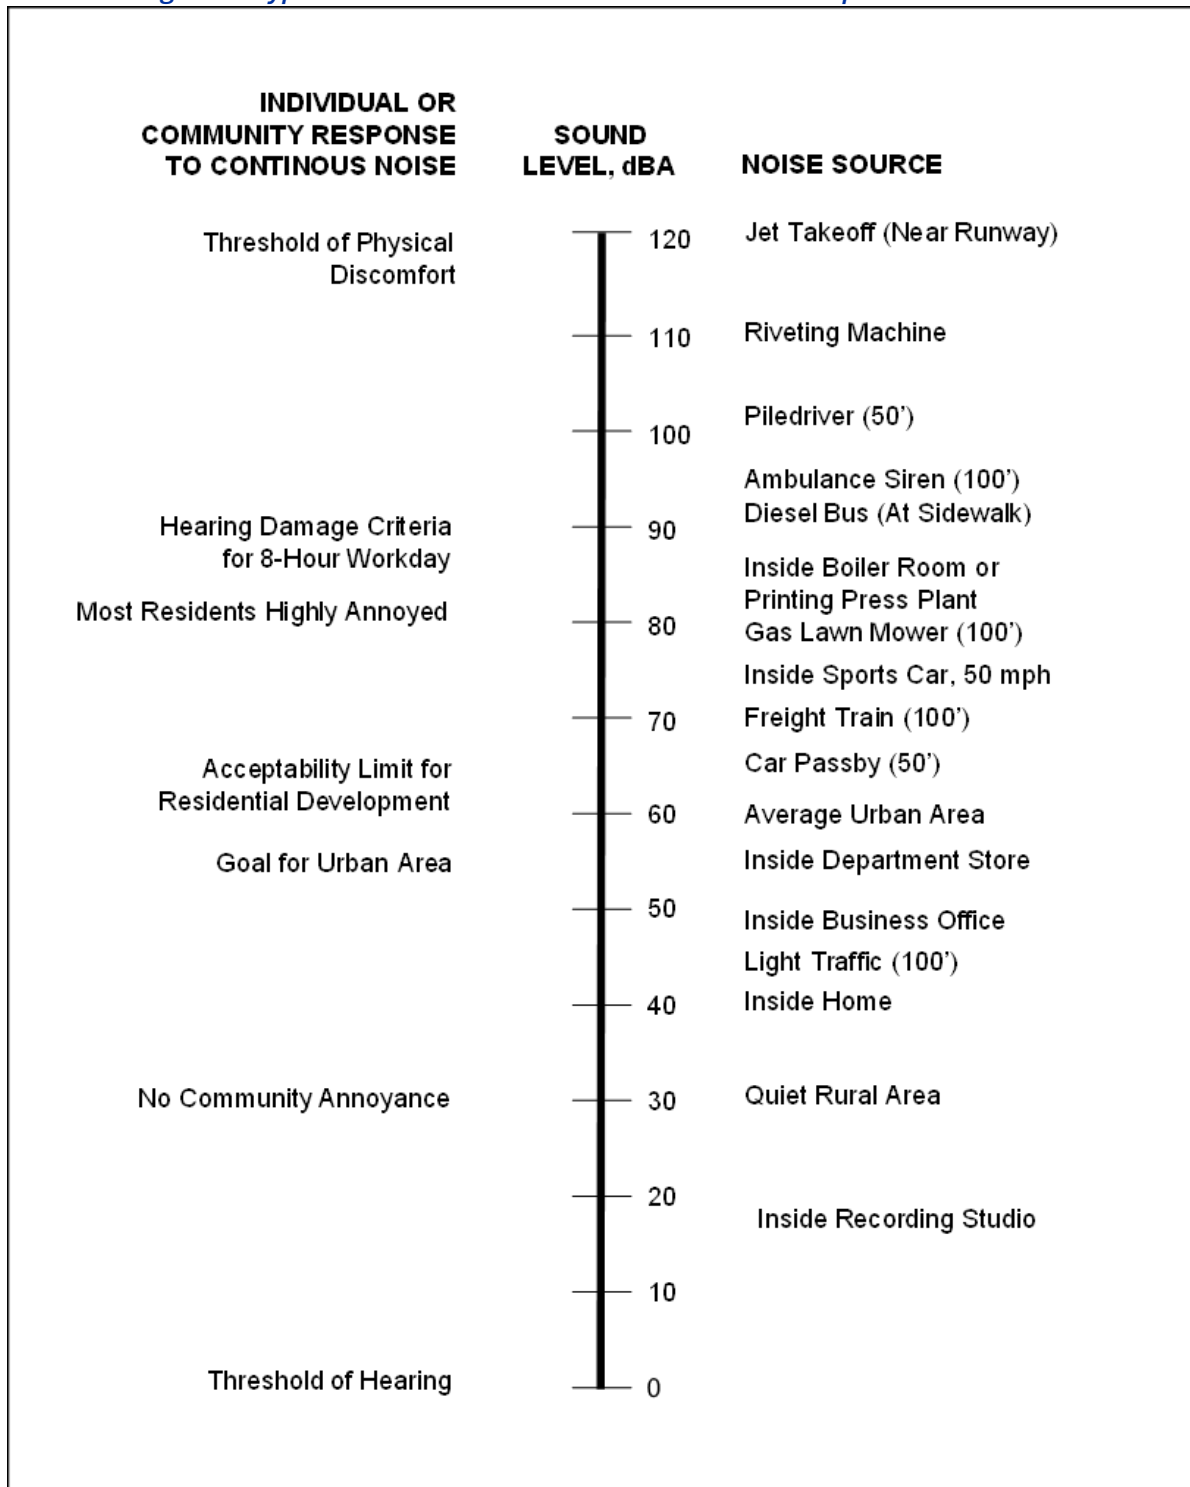 INDIVIDUAL OR
COMMUNITY RESPONSE
TO CONTINOUS NOISE
SOUND
LEVEL, dBA
NOISE SOURCE
Threshold of Physical
Discomfort
120
Jet Takeoff (Near Runway)
110
Riveting Machine
Piledriver (50’)
100
Ambulance Siren (100’)
Diesel Bus (At Sidewalk)
Hearing Damage Criteria
for 8-Hour Workday
90
Inside Boiler Room or
Printing Press Plant
Most Residents Highly Annoyed
80
Gas Lawn Mower (100’)
Inside Sports Car, 50 mph
70
Freight Train (100’)
Car Passby (50’)
Acceptability Limit for
Residential Development
60
Average Urban Area
Goal for Urban Area
Inside Department Store
50
Inside Business Office
Light Traffic (100’)
40
Inside Home
No Community Annoyance
30
Quiet Rural Area
20
Inside Recording Studio
10
Threshold of Hearing
0